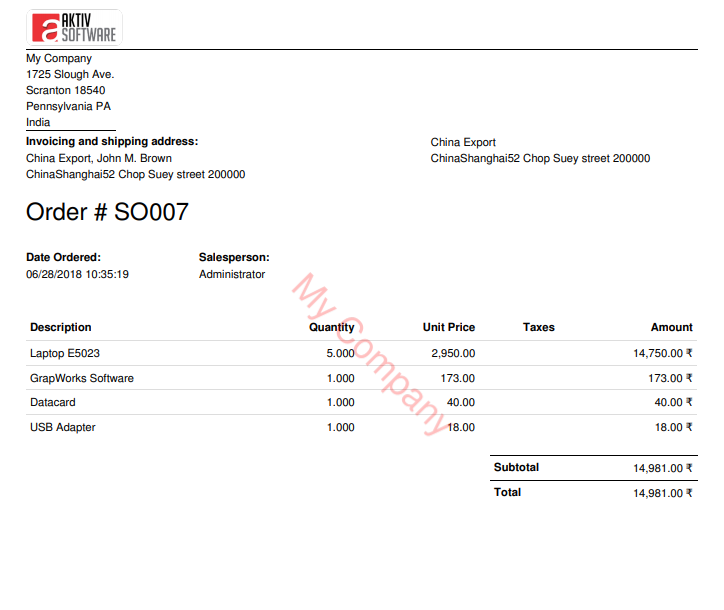 AKTIV
SOFTWARE
My Company
1725 Slough Ave.
Scranton 18540
Pennsylvania PA
India
Invoicing and shipping address:
China Export, John M. Brown
ChinaShanghai52 Chop Suey street 200000
China Export
ChinaShanghai52 Chop Suey street 200000
Order # SO007
Date Ordered: Salesperson:
06/28/2018 10:35:19 Administrator
My Company
Description Quantity Unit Price Taxes Amount
Laptop E5023 5.000 2,950.00 14,750.00 ₹
GrapWorks Software 1.000 173.00 173.00 ₹
Datacard 1.000 40.00 40.00 ₹
USB Adapter 1.000 18.00 18.00 ₹
Subtotal 14,981.00 ₹
Total 14,981.00 ₹